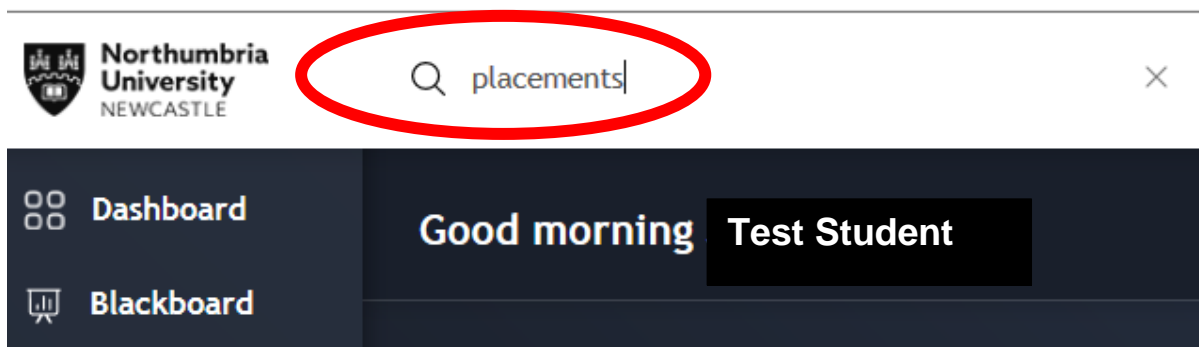 Northumbria
University
NEWCASTLE
placements
Dashboard
Good morning Test Student
Blackboard